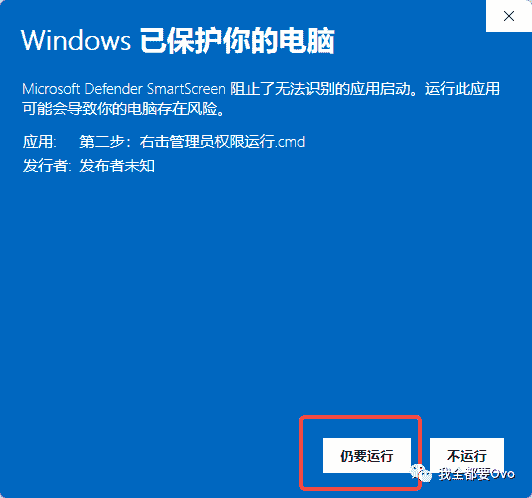 Windows 已保护你的电脑
Microsoft Defender SmartScreen 阻止了无法识别的应用启动。运行此应用
可能会导致你的电脑存在风险。
应用: 第二步：右击管理员权限运行.cmd
发行者: 发布者未知
仍要运行 不运行
我全都要Ovo